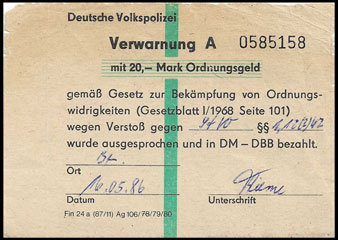 Deutsche Volkspolizei
Verwarnung A 0585158
mit 20,— Mark Ordnungsgeld
gemäß Gesetz zur Bekämpfung von Ordnungs-
widrigkeiten (Gesetzblatt I/1968 Seite 101)
wegen Verstoß gegen StVO §§
wurde ausgesprochen und in DM – DBB bezahlt.
Ort
16.05.86
Datum Unterschrift
Fin 24 a (87/11) Ag 106/78/79/80